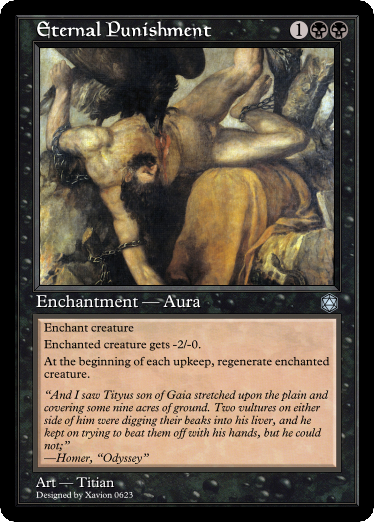 Eternal Punishment 1
Enchantment — Aura
Enchant creature
Enchanted creature gets -2/-0.
At the beginning of each upkeep, regenerate enchanted
creature.
“And I saw Tityus son of Gaia stretched upon the plain and
covering some nine acres of ground. Two vultures on either
side of him were digging their beaks into his liver, and he
kept on trying to beat them off with his hands, but he could
not;”
—Homer, “Odyssey”
Art — Titian
Designed by Xavion 0623